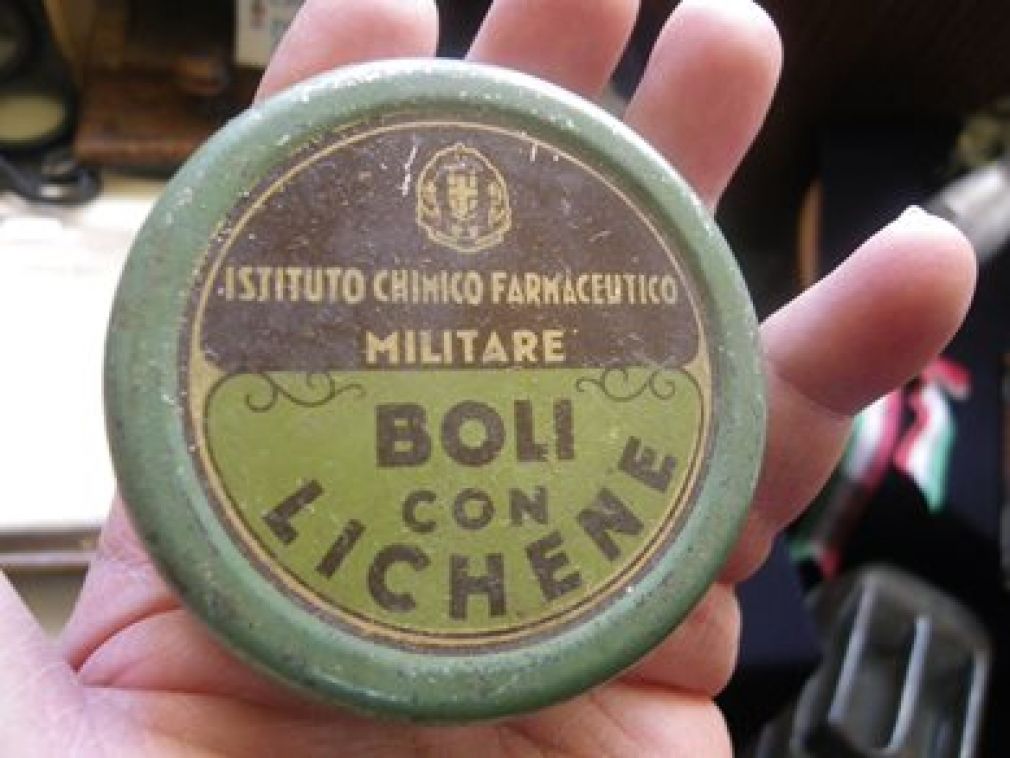 ISTITUTO CHIMICO FARMACEUTICO
MILITARE
BOLI
CON
LICHENE